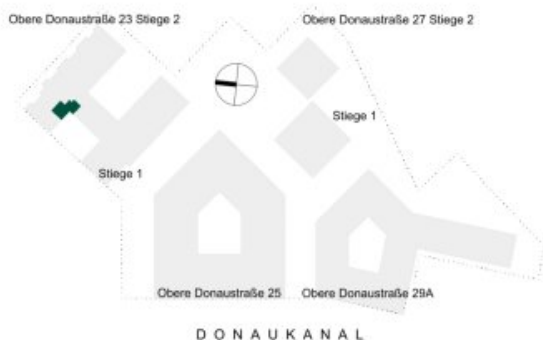 Obere Donaustraße 23 Stiege 2
Obere Donaustraße 27 Stiege 2
Stiege 1
Stiege 1
Obere Donaustraße 25
Obere Donaustraße 29A
DONAUKANAL